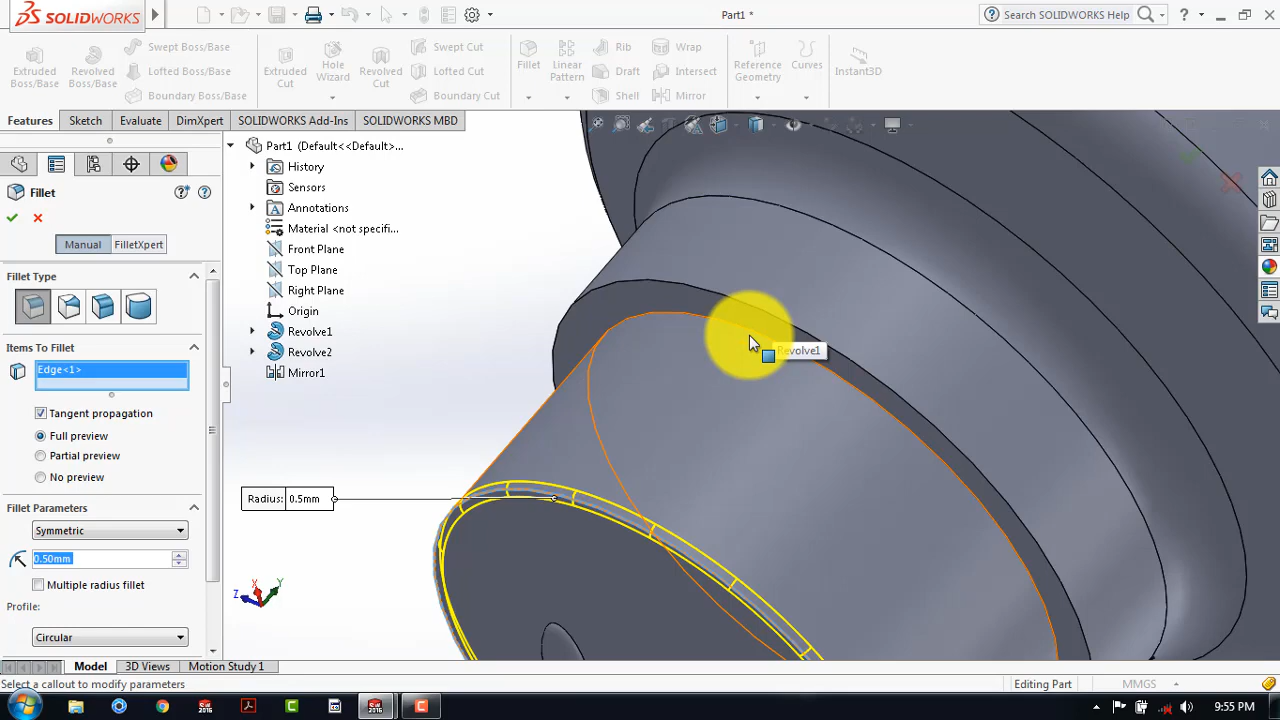 SOLIDWORKS
Part1 *
Search SOLIDWORKS Help
Extruded Boss/Base
Revolved Boss/Base
Swept Boss/Base
Lofted Boss/Base
Boundary Boss/Base
Extruded Cut
Hole Wizard
Revolved Cut
Swept Cut
Lofted Cut
Boundary Cut
Fillet
Linear Pattern
Rib
Draft
Shell
Wrap
Intersect
Mirror
Reference Geometry
Curves
Instant3D
Features Sketch Evaluate DimXpert SOLIDWORKS Add-Ins SOLIDWORKS MBD
Fillet
Manual FilletXpert
Fillet Type
Items To Fillet
Edge<1>
Tangent propagation
Full preview
Partial preview
No preview
Fillet Parameters
Symmetric
0.50mm
Multiple radius fillet
Profile:
Circular
Part1 (Default<<Default>...
History
Sensors
Annotations
Material <not specifi...
Front Plane
Top Plane
Right Plane
Origin
Revolve1
Revolve2
Mirror1
Revolve1
Radius: 0.5mm
X
Y
Z
Model 3D Views Motion Study 1
Select a callout to modify parameters
Editing Part
MMGS
SW 2016
SW 2016
9:55 PM